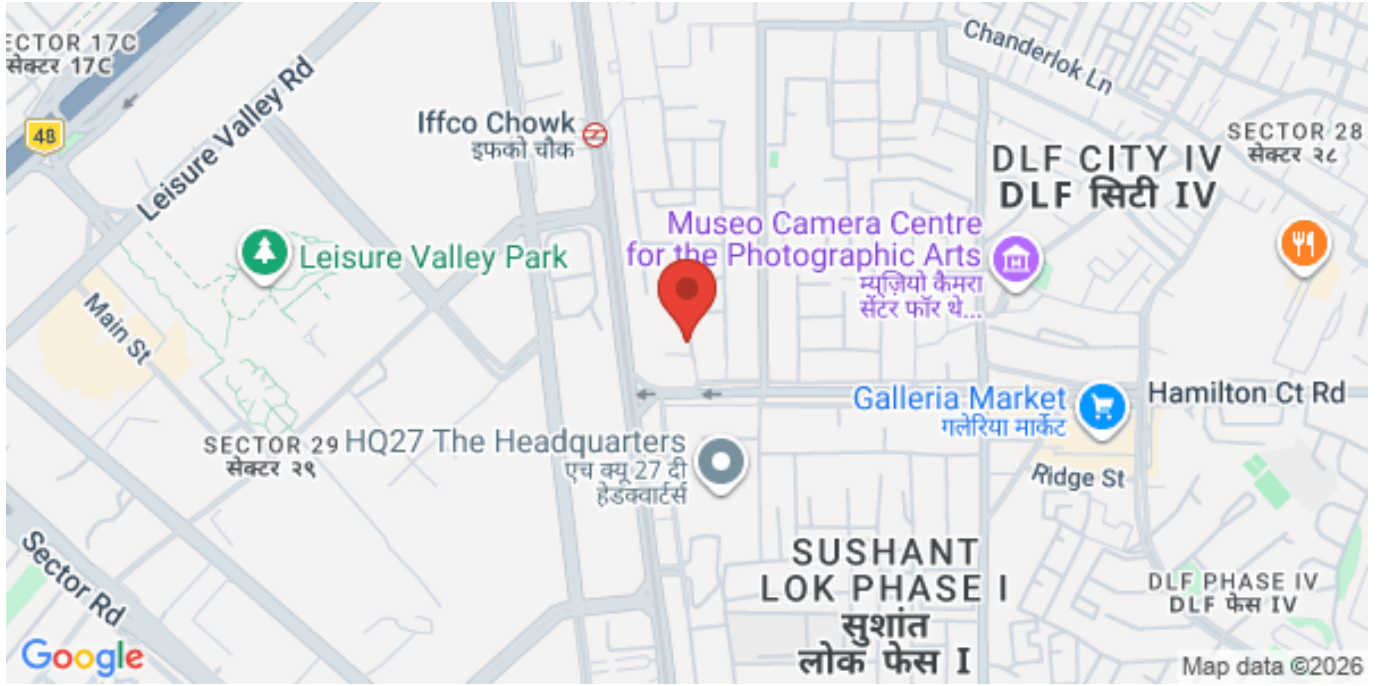 SECTOR 17C
सेक्टर 17C
48
Leisure Valley Rd
Iffco Chowk
इफको चौक
Chanderlok Ln
SECTOR 28
सेक्टर २८
DLF CITY IV
DLF सिटी IV
Museo Camera Centre
for the Photographic Arts
म्यूज़ियो कैमरा
सेंटर फॉर थे...
Leisure Valley Park
Main St
Galleria Market
गलेरिया मार्केट
Hamilton Ct Rd
SECTOR 29
सेक्टर २९
HQ27 The Headquarters
एच क्यू 27 दी
हेडक्वार्टर्स
Ridge St
Sector Rd
SUSHANT
LOK PHASE I
सुशांत
लोक फेस I
DLF PHASE IV
DLF फेस IV
Google
Map data ©2026